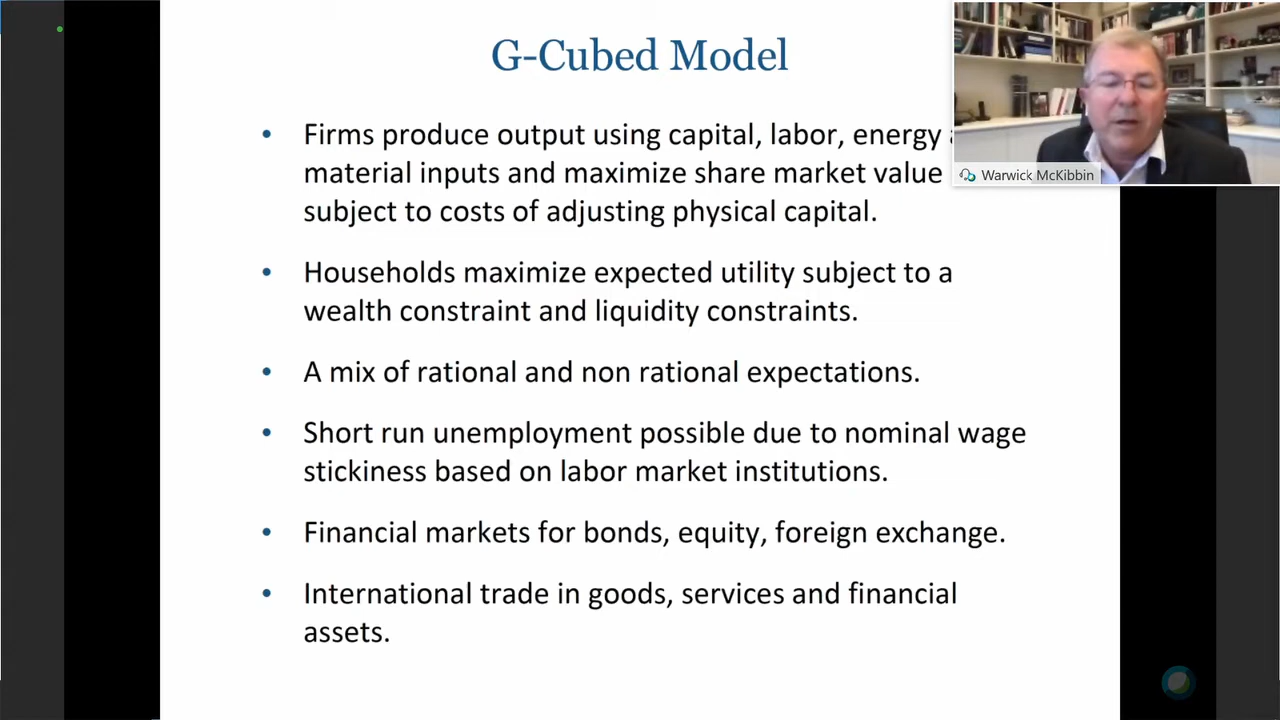 G-Cubed Model
Warwick McKibbin
• Firms produce output using capital, labor, energy
material inputs and maximize share market value
subject to costs of adjusting physical capital.
• Households maximize expected utility subject to a
wealth constraint and liquidity constraints.
• A mix of rational and non rational expectations.
• Short run unemployment possible due to nominal wage
stickiness based on labor market institutions.
• Financial markets for bonds, equity, foreign exchange.
• International trade in goods, services and financial
assets.